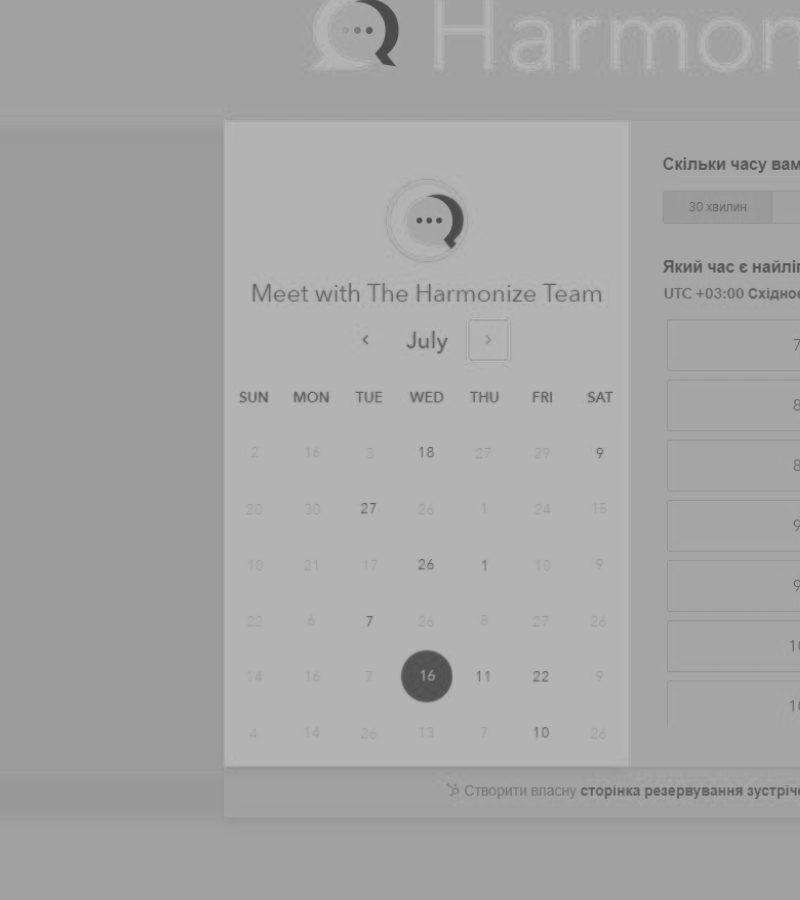 Harmon
Meet with The Harmonize Team
July
SUN MON TUE WED THU FRI SAT
2 16 3 18 27 29 9
20 30 27 26 1 24 15
10 21 17 26 1 10 9
22 6 7 26 8 27 26
14 16 7 16 11 22 9
4 14 26 13 7 10 26
Скільки часу вам
30 хвилин
Який час є найліп
UTC +03:00 Східноє
7
8
8
9
9
10
10
Створити власну сторінка резервування зустріче